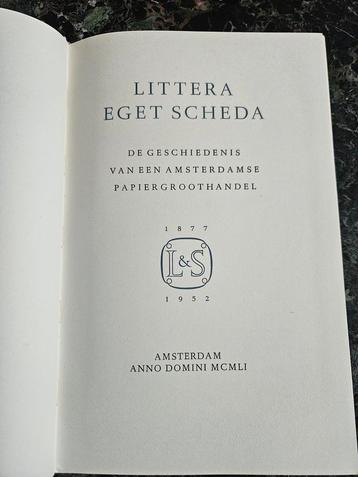 LITTERA
EGET SCHEDA
DE GESCHIEDENIS
VAN EEN AMSTERDAMSE
PAPIERGROOTHANDEL
1877
L&S
1952
AMSTERDAM
ANNO DOMINI MCMLI